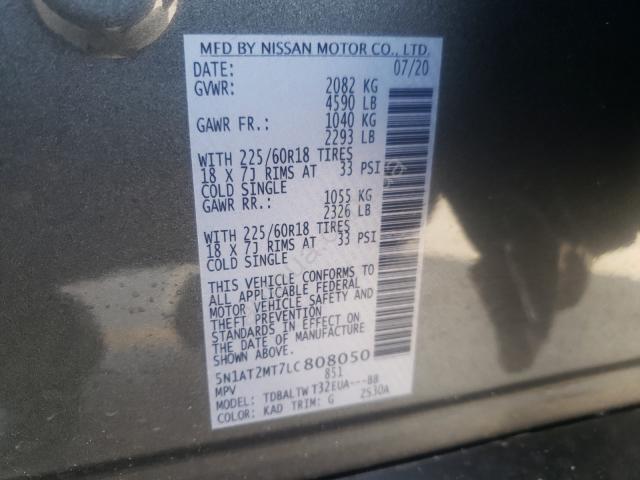 MFD BY NISSAN MOTOR CO., LTD.
DATE: 07/20
GVWR: 2082 KG
4590 LB
GAWR FR.: 1040 KG
2293 LB
WITH 225/60R18 TIRES
18 X 7J RIMS AT 33 PSI
COLD SINGLE
GAWR RR.: 1055 KG
2326 LB
WITH 225/60R18 TIRES
18 X 7J RIMS AT 33 PSI
COLD SINGLE
THIS VEHICLE CONFORMS TO
ALL APPLICABLE FEDERAL
MOTOR VEHICLE SAFETY AND
THEFT PREVENTION
STANDARDS IN EFFECT ON
THE DATE OF MANUFACTURE
SHOWN ABOVE.
5N1AT2MT7LC808050
MPV 851
MODEL: TDBALTW T32EUA---BB
COLOR: KAD TRIM: G 2S30A